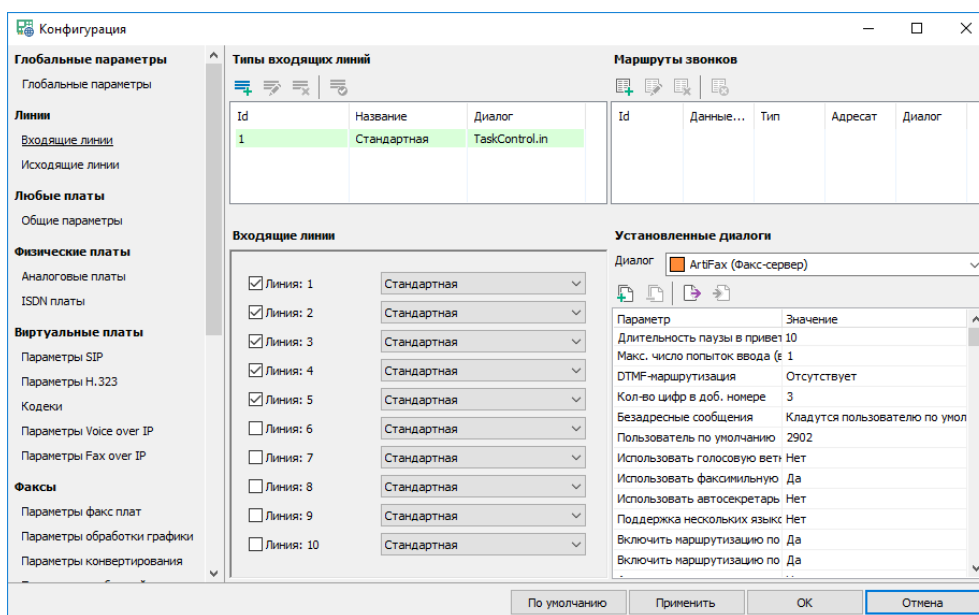 Конфигурация
Глобальные параметры
Глобальные параметры
Линии
Входящие линии
Исходящие линии
Любые платы
Общие параметры
Физические платы
Аналоговые платы
ISDN платы
Виртуальные платы
Параметры SIP
Параметры H.323
Кодеки
Параметры Voice over IP
Параметры Fax over IP
Факсы
Параметры факс плат
Параметры обработки графики
Параметры конвертирования
Типы входящих линий
Id Название Диалог
1 Стандартная TaskControl.in
Маршруты звонков
Id Данные... Тип Адресат Диалог
Входящие линии
Линия: 1 Стандартная
Линия: 2 Стандартная
Линия: 3 Стандартная
Линия: 4 Стандартная
Линия: 5 Стандартная
Линия: 6 Стандартная
Линия: 7 Стандартная
Линия: 8 Стандартная
Линия: 9 Стандартная
Линия: 10 Стандартная
Установленные диалоги
Диалог ArtiFax (Факс-сервер)
Параметр Значение
Длительность паузы в привет 10
Макс. число попыток ввода (в 1
DTMF-маршрутизация Отсутствует
Кол-во цифр в доб. номере 3
Безадресные сообщения Кладутся пользователю по умол
Пользователь по умолчанию 2902
Использовать голосовую ветк Нет
Использовать факсимильную Да
Использовать автосекретарь Нет
Поддержка нескольких языкс Нет
Включить маршрутизацию по Да
Включить маршрутизацию по Да
По умолчанию Применить OK Отмена